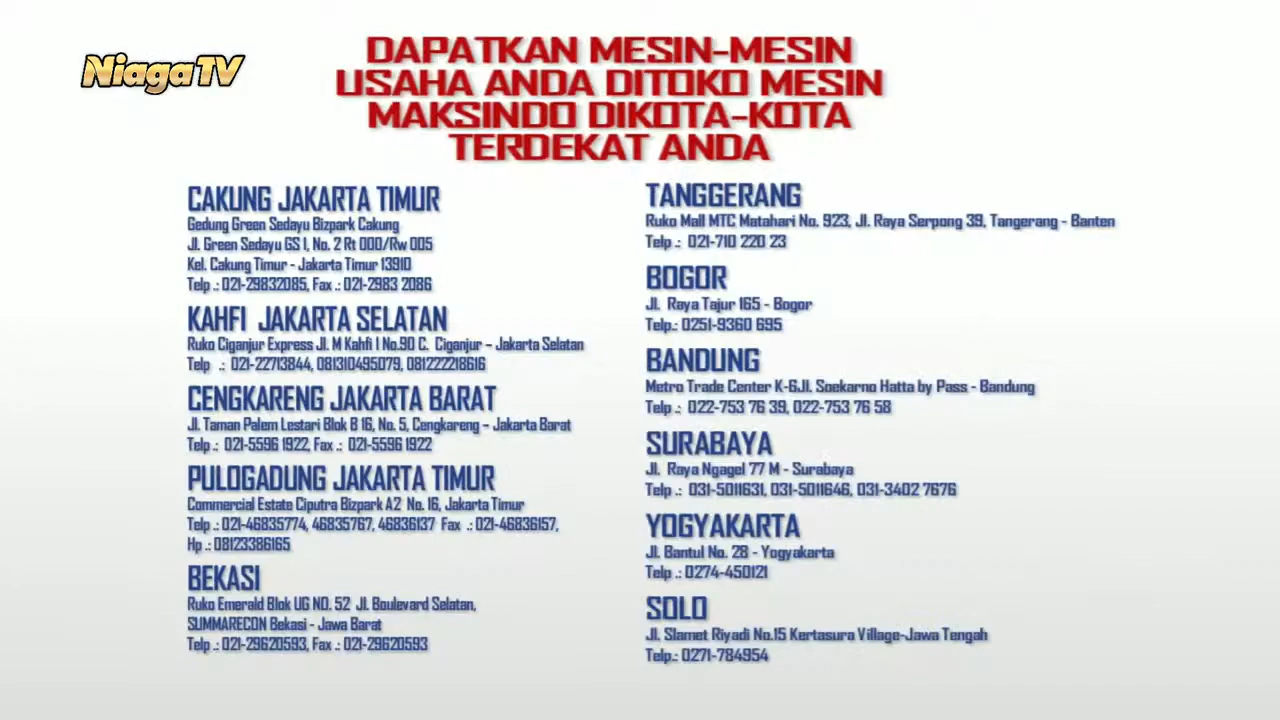 NiagaTV
DAPATKAN MESIN-MESIN
USAHA ANDA DITOKO MESIN
MAKSINDO DIKOTA-KOTA
TERDEKAT ANDA
CAKUNG JAKARTA TIMUR
Gedung Green Sedayu Bizpark Cakung
Jl. Green Sedayu GS 1, No. 2 Rt 000/Rw 005
Kel. Cakung Timur - Jakarta Timur 13910
Telp .: 021-29832085, Fax .: 021-2983 2086
KAHFI JAKARTA SELATAN
Ruko Ciganjur Express Jl. M Kahfi 1 No.90 C. Ciganjur – Jakarta Selatan
Telp .: 021-22713844, 081310495079, 081222218616
CENGKARENG JAKARTA BARAT
Jl. Taman Palem Lestari Blok B 16, No. 5, Cengkareng – Jakarta Barat
Telp .: 021-5596 1922, Fax .: 021-5596 1922
PULOGADUNG JAKARTA TIMUR
Commercial Estate Ciputra Bizpark A2 No. 16, Jakarta Timur
Telp .: 021-46835774, 46835767, 46836137 Fax .: 021-46836157,
Hp .: 08123386165
BEKASI
Ruko Emerald Blok UG NO. 52 Jl. Boulevard Selatan,
SUMMARECON Bekasi - Jawa Barat
Telp .: 021-29620593, Fax .: 021-29620593
TANGGERANG
Ruko Mall MTC Matahari No. 923, Jl. Raya Serpong 39, Tangerang - Banten
Telp .: 021-710 220 23
BOGOR
Jl. Raya Tajur 165 - Bogor
Telp.: 0251-9360 695
BANDUNG
Metro Trade Center K-6Jl. Soekarno Hatta by Pass - Bandung
Telp .: 022-753 76 39, 022-753 76 58
SURABAYA
Jl. Raya Ngagel 77 M - Surabaya
Telp .: 031-5011631, 031-5011646, 031-3402 7676
YOGYAKARTA
Jl. Bantul No. 28 - Yogyakarta
Telp .: 0274-450121
SOLO
Jl. Slamet Riyadi No.15 Kertasura Village-Jawa Tengah
Telp.: 0271-784954